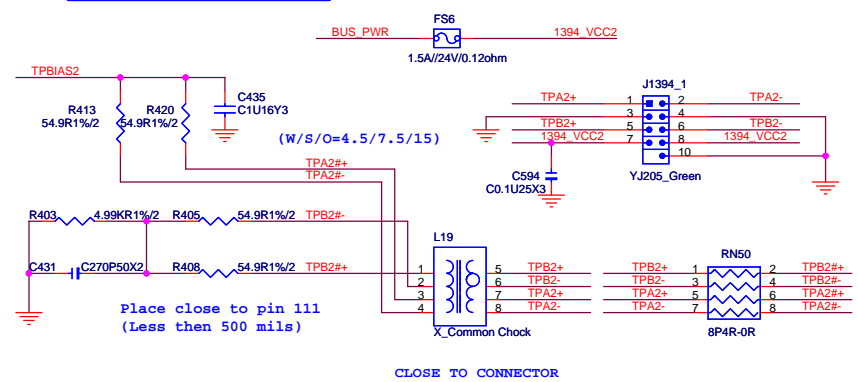 FS6
BUS_PWR
1394_VCC2
1.5A//24V/0.12ohm
TPBIAS2
R413
54.9R1%/2
R420
54.9R1%/2
C435
C1U16Y3
(W/S/O=4.5/7.5/15)
TPA2#+
TPA2#-
J1394_1
TPA2+ 1 2 TPA2-
3 4
TPB2+ 5 6 TPB2-
1394_VCC2 7 8 1394_VCC2
10
YJ205_Green
C594
C0.1U25X3
R403 4.99KR1%/2 R405 54.9R1%/2 TPB2#-
C431 C270P50X2 R408 54.9R1%/2 TPB2#+
Place close to pin 111
(Less then 500 mils)
L19
1 5 TPB2+
2 6 TPB2-
3 7 TPA2+
4 8 TPA2-
X_Common Chock
RN50
TPB2+ 1 2 TPB2#+
TPB2- 3 4 TPB2#-
TPA2+ 5 6 TPA2#+
TPA2- 7 8 TPA2#-
8P4R-0R
CLOSE TO CONNECTOR